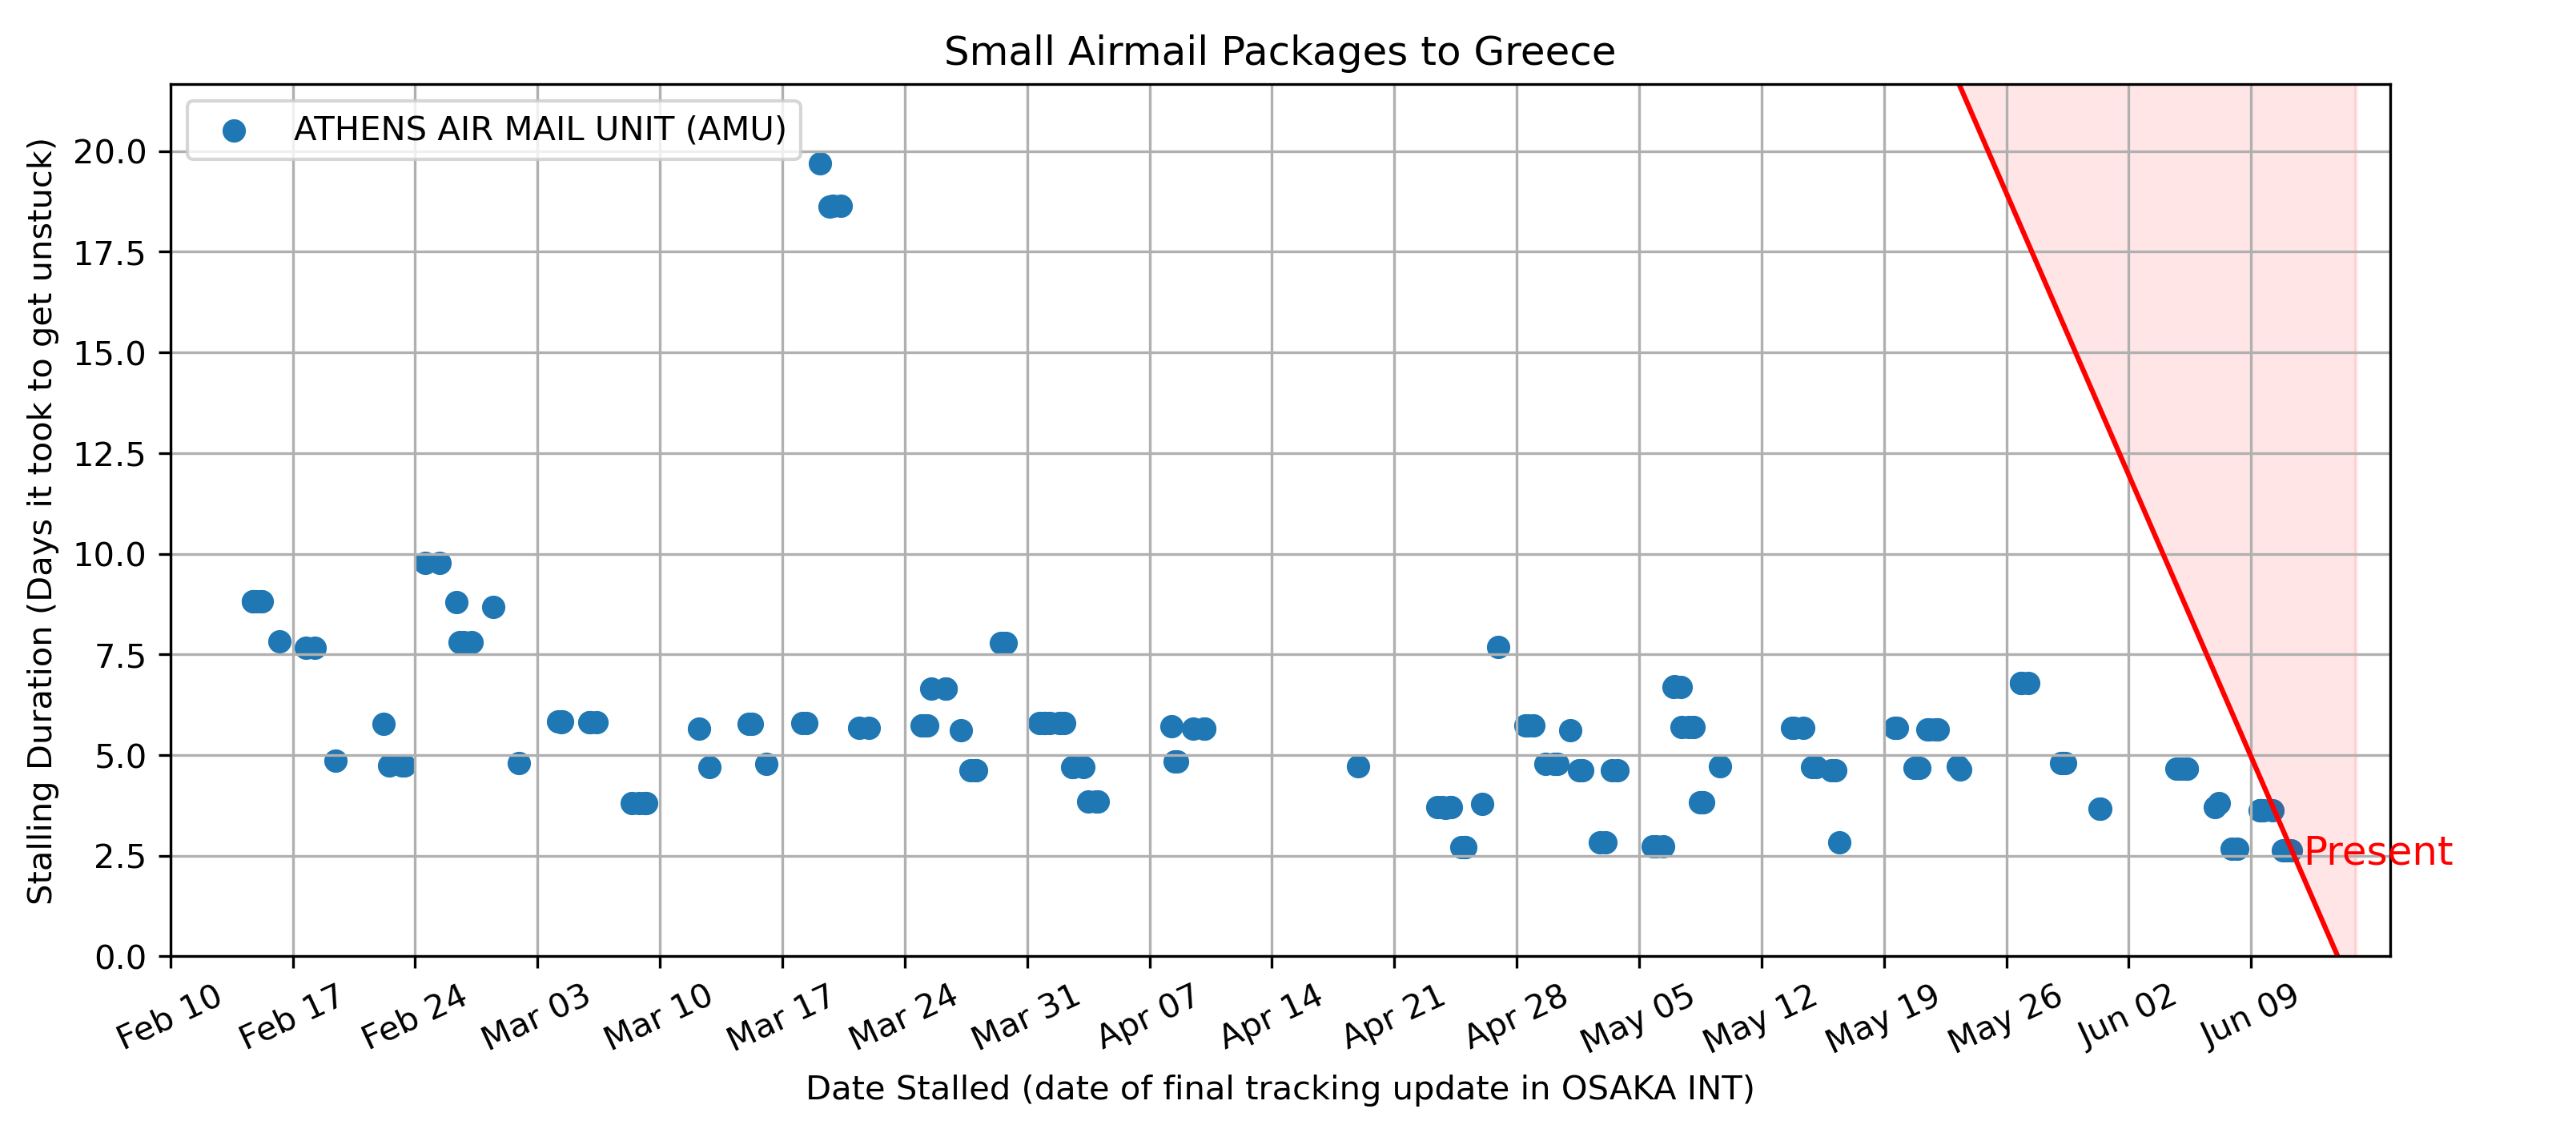 Small Airmail Packages to Greece
ATHENS AIR MAIL UNIT (AMU)
Stalling Duration (Days it took to get unstuck)
20.0
17.5
15.0
12.5
10.0
7.5
5.0
2.5
0.0
Present
Feb 10
Feb 17
Feb 24
Mar 03
Mar 10
Mar 17
Mar 24
Mar 31
Apr 07
Apr 14
Apr 21
Apr 28
May 05
May 12
May 19
May 26
Jun 02
Jun 09
Date Stalled (date of final tracking update in OSAKA INT)